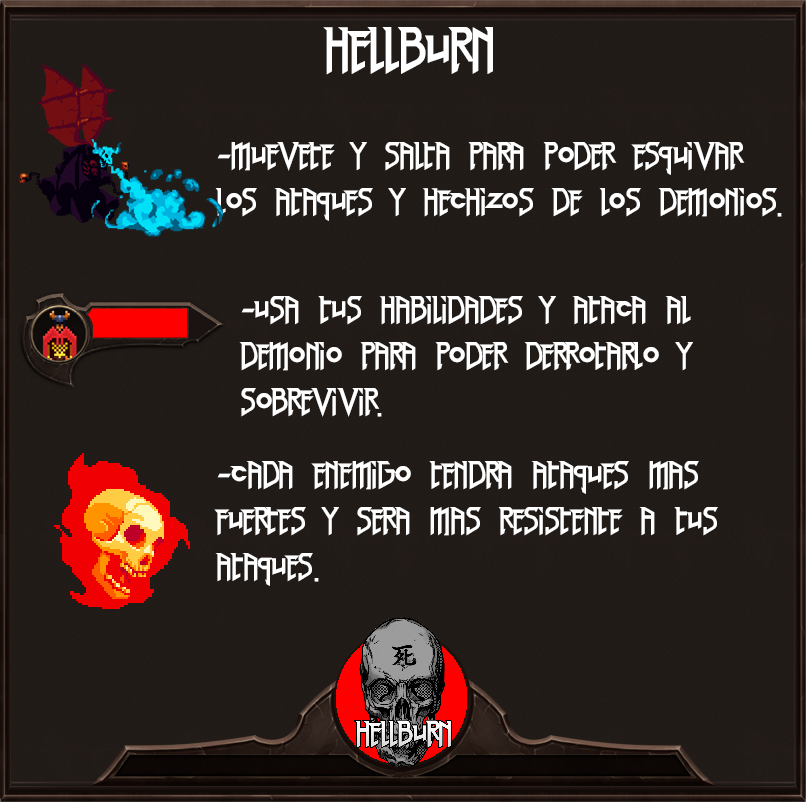 HELLBURN
-MUEVETE Y SALTA PARA PODER ESQUIVAR
LOS ATAQUES Y HECHIZOS DE LOS DEMONIOS.
-USA TUS HABILIDADES Y ATACA AL
DEMONIO PARA PODER DERROTARLO Y
SOBREVIVIR.
-CADA ENEMIGO TENDRA ATAQUES MAS
FUERTES Y SERA MAS RESISTENTE A TUS
ATAQUES.
死
HELLBURN